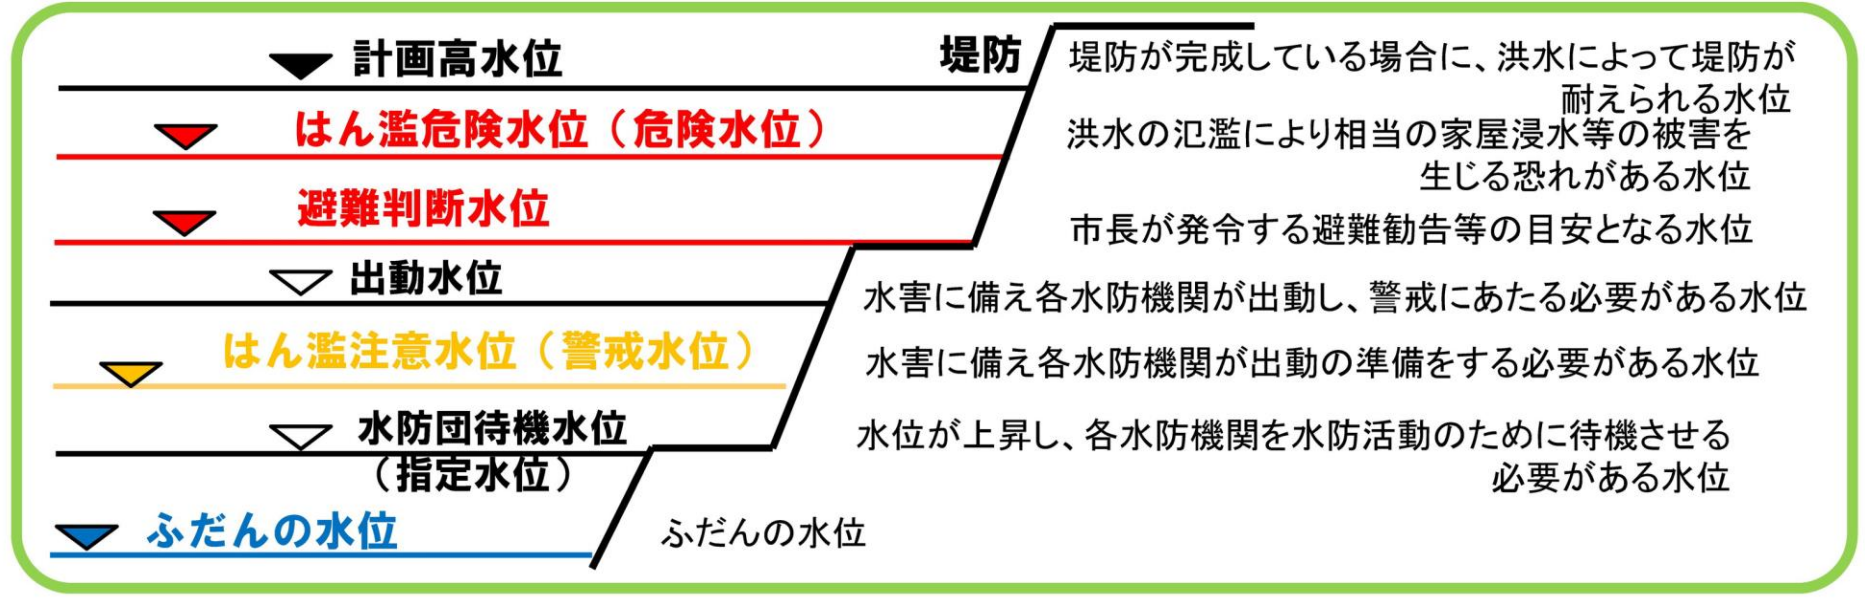 計画高水位
堤防
堤防が完成している場合に、洪水によって堤防が
耐えられる水位
はん濫危険水位（危険水位）
洪水の氾濫により相当の家屋浸水等の被害を
生じる恐れがある水位
避難判断水位
市長が発令する避難勧告等の目安となる水位
出動水位
水害に備え各水防機関が出動し、警戒にあたる必要がある水位
はん濫注意水位（警戒水位）
水害に備え各水防機関が出動の準備をする必要がある水位
水防団待機水位
（指定水位）
水位が上昇し、各水防機関を水防活動のために待機させる
必要がある水位
ふだんの水位
ふだんの水位